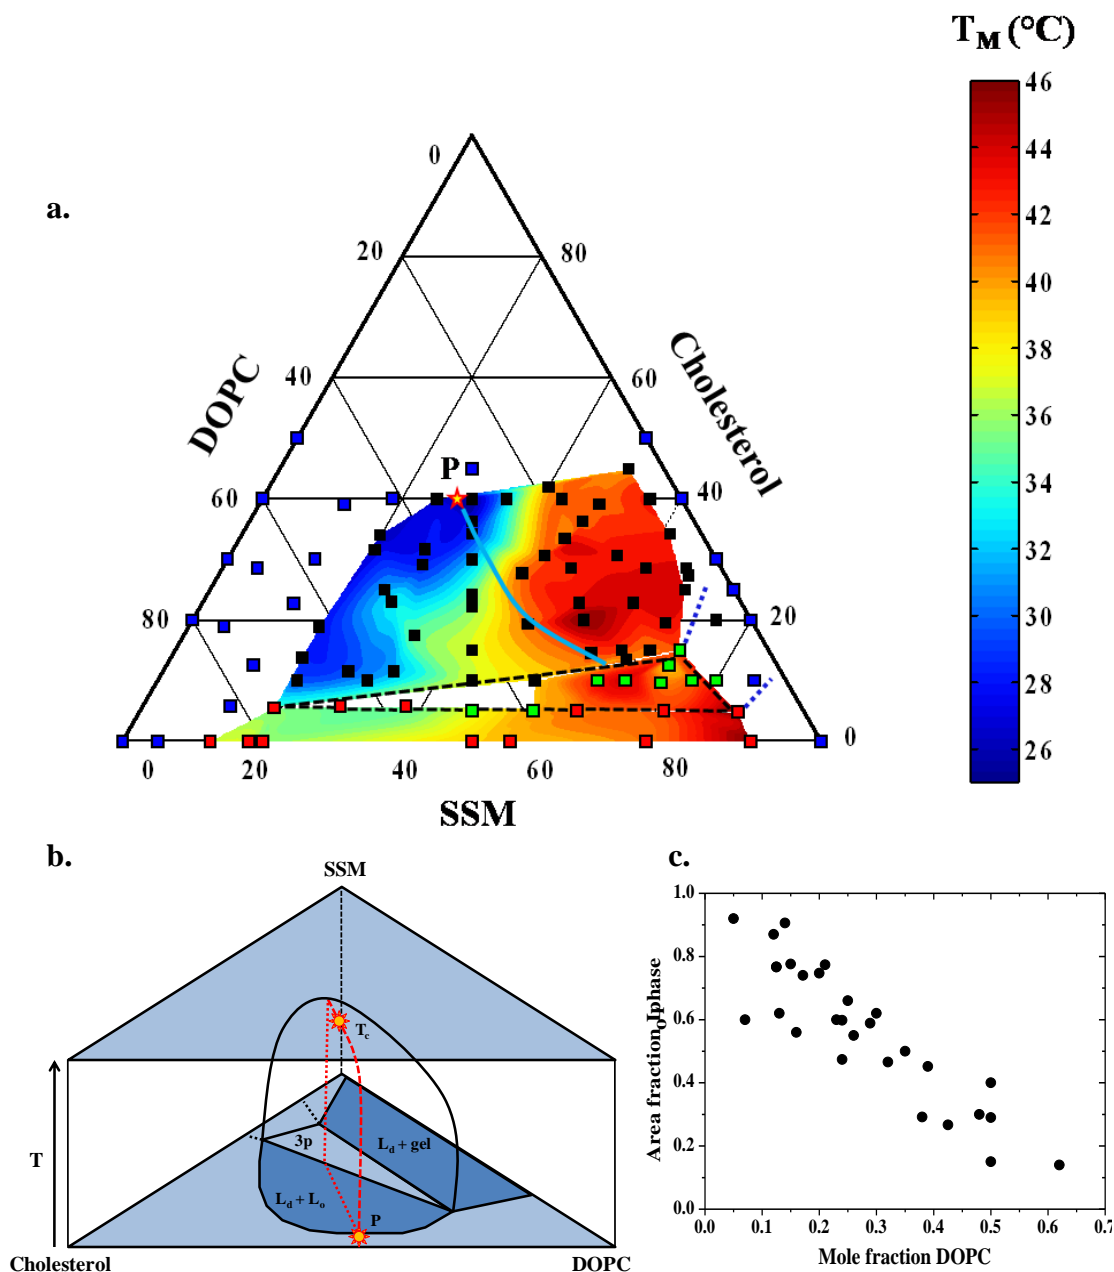 T_M (°C)
46
44
42
40
38
36
34
32
30
28
26
a.
0
20
40
60
80
DOPC
80
60
40
20
0
Cholesterol
P
0
20
40
60
80
SSM
b.
SSM
T_c
3p
L_d + gel
L_d + L_o
P
T
Cholesterol
DOPC
c.
1.0
0.8
0.6
0.4
0.2
0.0
Area fraction l_o phase
0.0 0.1 0.2 0.3 0.4 0.5 0.6 0.7
Mole fraction DOPC